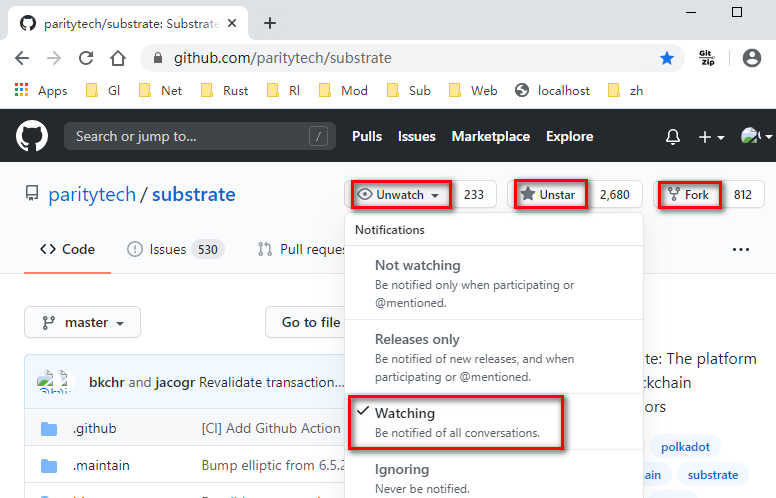 paritytech/substrate: Substrate
github.com/paritytech/substrate
Git Zip
Apps Gl Net Rust Rl Mod Sub Web localhost zh
Search or jump to... / Pulls Issues Marketplace Explore
paritytech / substrate Unwatch 233 Unstar 2,680 Fork 812
Notifications
Code Issues 530 Pull reque
Not watching
Be notified only when participating or
@mentioned.
master Go to file
Releases only
Be notified of new releases, and when
participating or @mentioned.
te: The platform
ckchain
ors
bkchr and jacogr Revalidate transaction...
Watching
Be notified of all conversations.
.github [CI] Add Github Action
polkadot
.maintain Bump elliptic from 6.5.2
Ignoring
Never be notified.
ain substrate